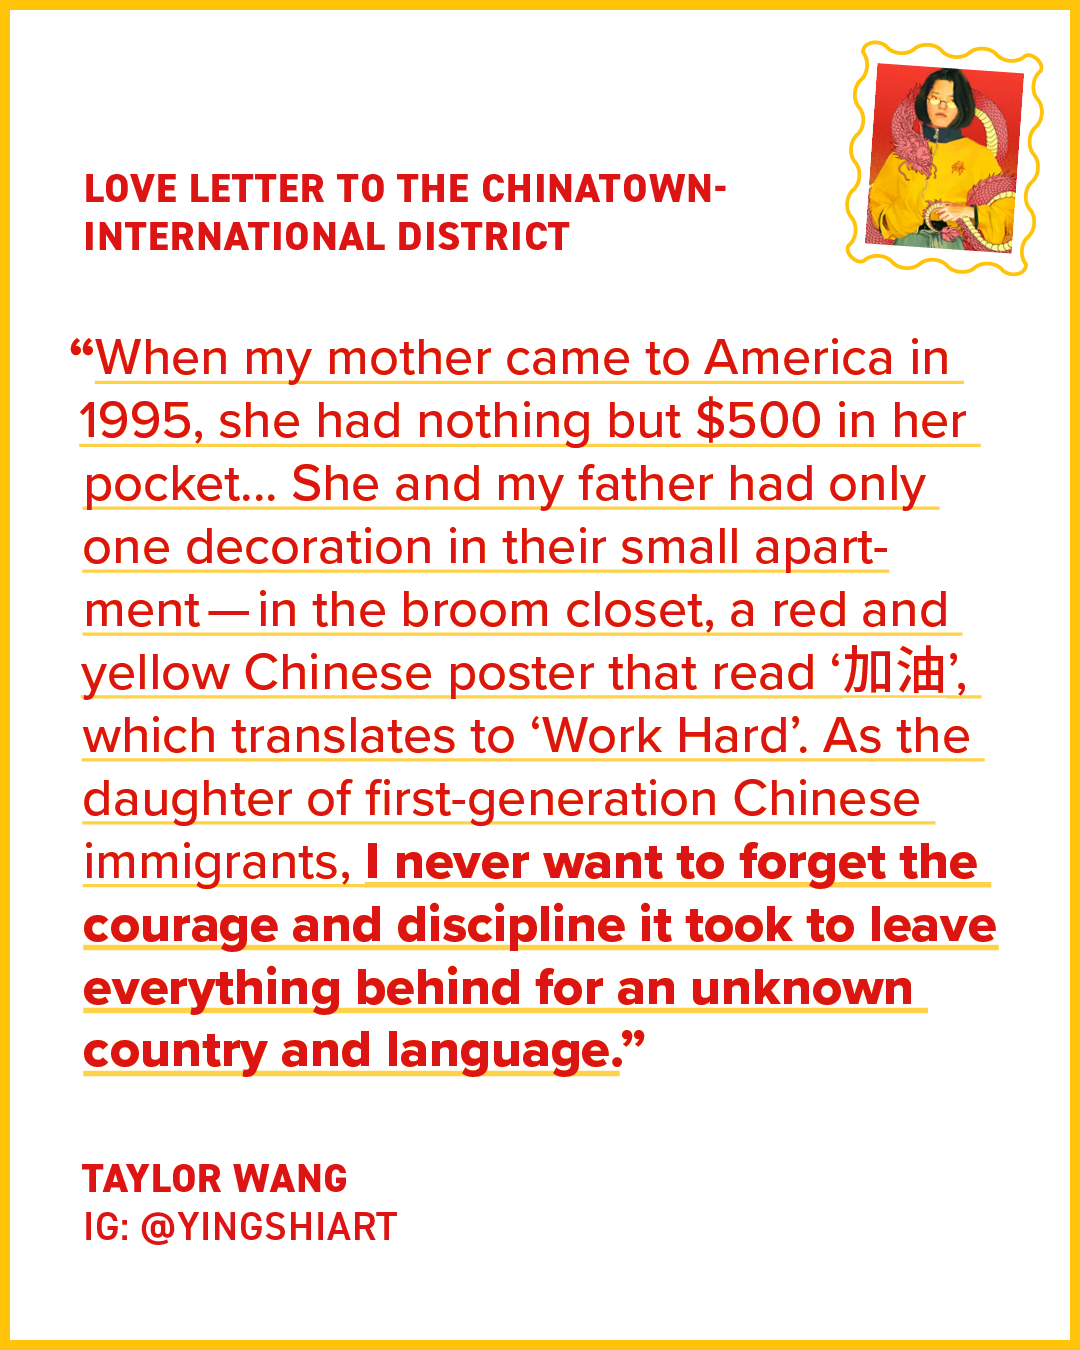 LOVE LETTER TO THE CHINATOWN-
INTERNATIONAL DISTRICT
“When my mother came to America in
1995, she had nothing but $500 in her
pocket... She and my father had only
one decoration in their small apart-
ment — in the broom closet, a red and
yellow Chinese poster that read ‘加油’,
which translates to ‘Work Hard’. As the
daughter of first-generation Chinese
immigrants, I never want to forget the
courage and discipline it took to leave
everything behind for an unknown
country and language.”
TAYLOR WANG
IG: @YINGSHIART